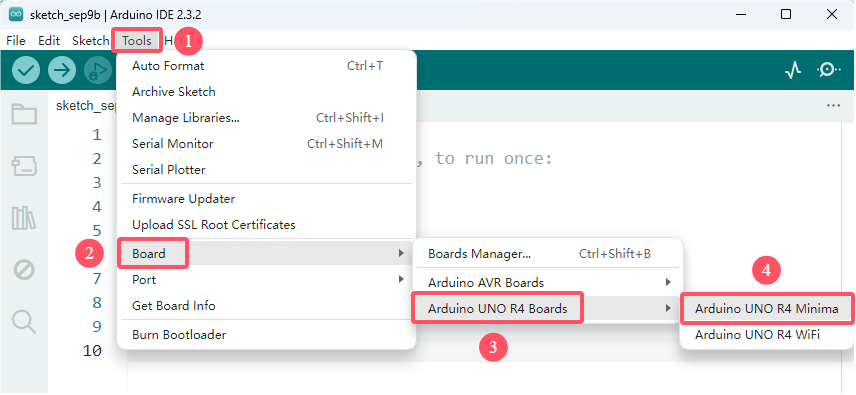 sketch_sep9b | Arduino IDE 2.3.2
File Edit Sketch Tools H
1
Auto Format Ctrl+T
Archive Sketch
sketch_sep
Manage Libraries... Ctrl+Shift+I
Serial Monitor Ctrl+Shift+M
Serial Plotter
Firmware Updater
Upload SSL Root Certificates
2
Board
Port
Get Board Info
Burn Bootloader
1
2 , to run once:
3
4
5
7
8
9
10
Boards Manager... Ctrl+Shift+B
Arduino AVR Boards
Arduino UNO R4 Boards
3
4
Arduino UNO R4 Minima
Arduino UNO R4 WiFi